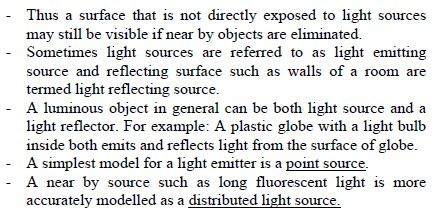 - Thus a surface that is not directly exposed to light sources
may still be visible if near by objects are eliminated.
- Sometimes light sources are referred to as light emitting
source and reflecting surface such as walls of a room are
termed light reflecting source.
- A luminous object in general can be both light source and a
light reflector. For example: A plastic globe with a light bulb
inside both emits and reflects light from the surface of globe.
- A simplest model for a light emitter is a point source.
- A near by source such as long fluorescent light is more
accurately modelled as a distributed light source.